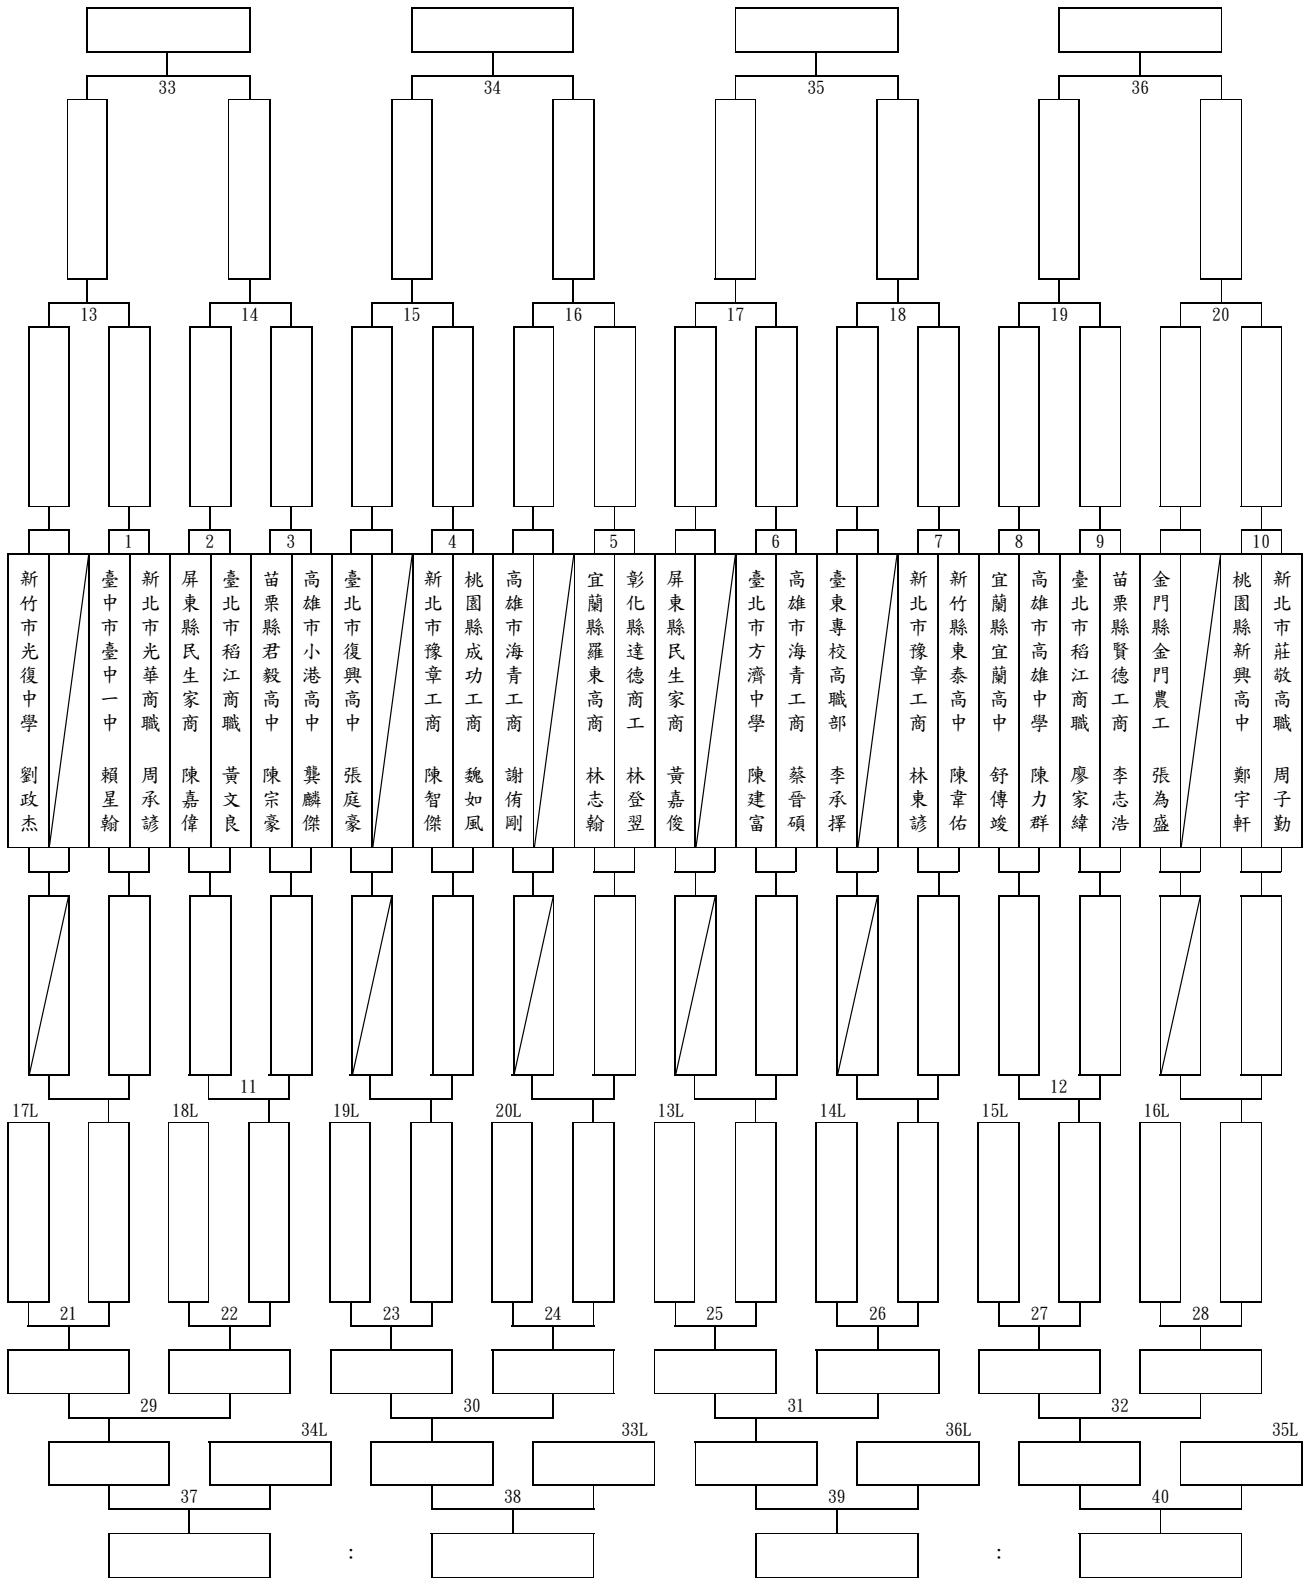 33 34 35 36
13 14 15 16 17 18 19 20
1 2 3 4 5 6 7 8 9 10
新竹市光復中學 劉政杰
臺中市臺中一中 賴星翰
新北市光華商職 周承諺
屏東縣民生家商 陳嘉偉
臺北市稻江商職 黃文良
苗栗縣君毅高中 陳宗豪
高雄市小港高中 龔麟傑
臺北市復興高中 張庭豪
新北市豫章工商 陳智傑
桃園縣成功工商 魏如風
高雄市海青工商 謝侑剛
宜蘭縣羅東高商 林志翰
彰化縣達德商工 林登翌
屏東縣民生家商 黃嘉俊
臺北市方濟中學 陳建富
高雄市海青工商 蔡晉碩
臺東專校高職部 李承擇
新北市豫章工商 林東諺
新竹縣東泰高中 陳韋佑
宜蘭縣宜蘭高中 舒傳竣
高雄市高雄中學 陳力群
臺北市稻江商職 廖家緯
苗栗縣賢德工商 李志浩
金門縣金門農工 張為盛
桃園縣新興高中 鄭宇軒
新北市莊敬高職 周子勤
11 12
17L 18L 19L 20L 13L 14L 15L 16L
21 22 23 24 25 26 27 28
29 30 31 32
34L 33L 36L 35L
37 38 39 40
: :